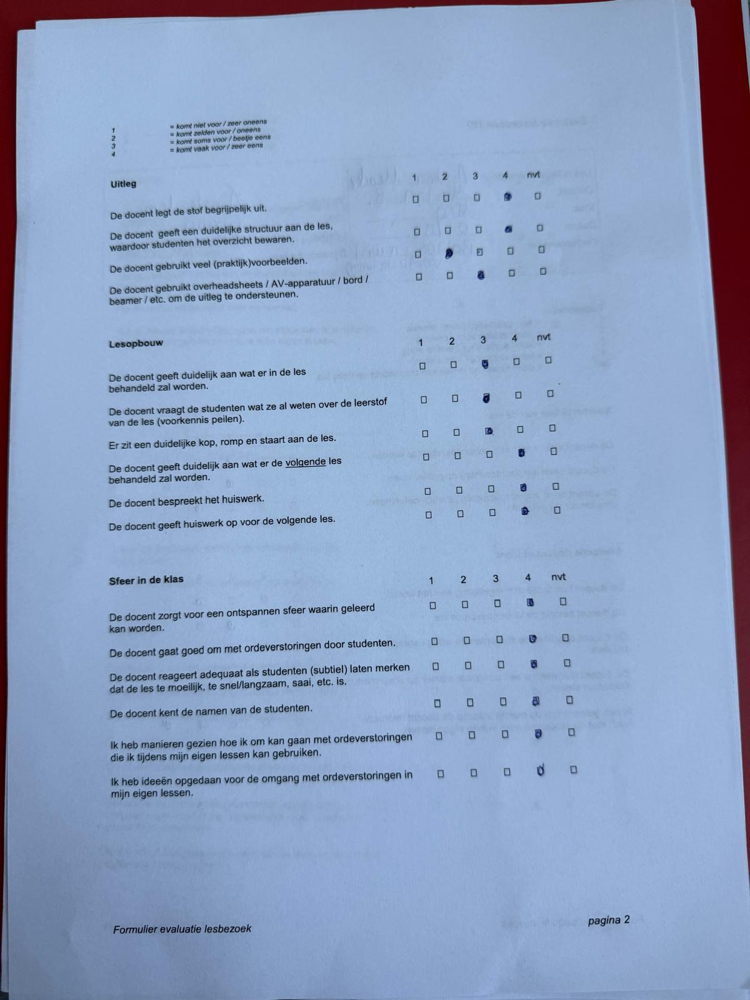 1 = komt niet voor / zeer oneens
2 = komt zelden voor / oneens
3 = komt soms voor / beetje eens
4 = komt vaak voor / zeer eens
Uitleg 1 2 3 4 nvt
De docent legt de stof begrijpelijk uit.
De docent geeft een duidelijke structuur aan de les,
waardoor studenten het overzicht bewaren.
De docent gebruikt veel (praktijk)voorbeelden.
De docent gebruikt overheadsheets / AV-apparatuur / bord /
beamer / etc. om de uitleg te ondersteunen.
Lesopbouw 1 2 3 4 nvt
De docent geeft duidelijk aan wat er in de les
behandeld zal worden.
De docent vraagt de studenten wat ze al weten over de leerstof
van de les (voorkennis peilen).
Er zit een duidelijke kop, romp en staart aan de les.
De docent geeft duidelijk aan wat er de volgende les
behandeld zal worden.
De docent bespreekt het huiswerk.
De docent geeft huiswerk op voor de volgende les.
Sfeer in de klas 1 2 3 4 nvt
De docent zorgt voor een ontspannen sfeer waarin geleerd
kan worden.
De docent gaat goed om met ordeverstoringen door studenten.
De docent reageert adequaat als studenten (subtiel) laten merken
dat de les te moeilijk, te snel/langzaam, saai, etc. is.
De docent kent de namen van de studenten.
Ik heb manieren gezien hoe ik om kan gaan met ordeverstoringen
die ik tijdens mijn eigen lessen kan gebruiken.
Ik heb ideeën opgedaan voor de omgang met ordeverstoringen in
mijn eigen lessen.
Formulier evaluatie lesbezoek pagina 2